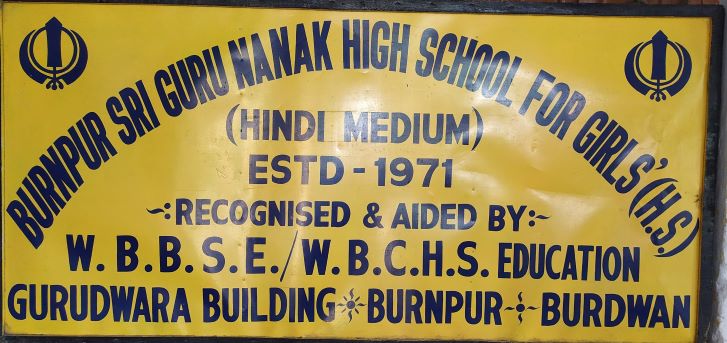 BURNPUR SRI GURU NANAK HIGH SCHOOL FOR GIRLS' (H.S.)
(HINDI MEDIUM)
ESTD - 1971
~:RECOGNISED & AIDED BY:~
W.B.B.S.E./W.B.C.H.S. EDUCATION
GURUDWARA BUILDING BURNPUR BURDWAN